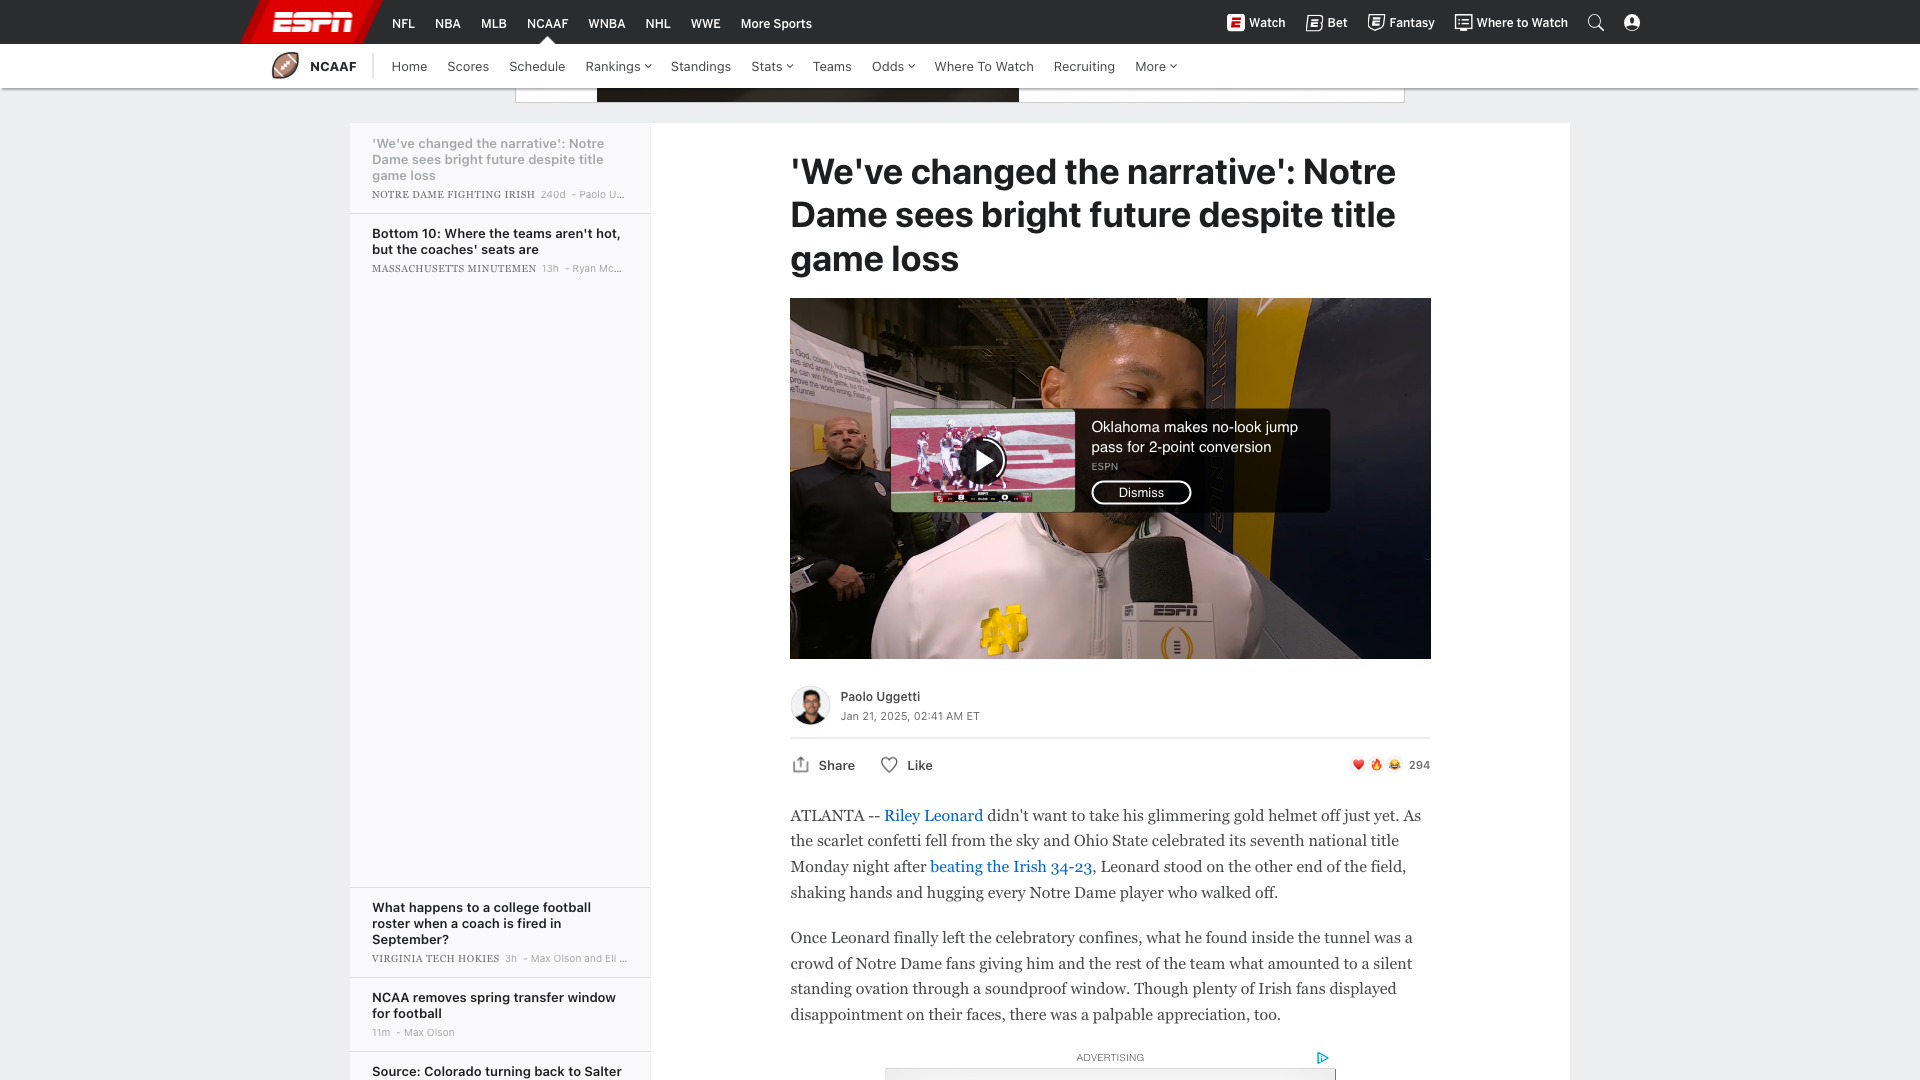 ESPN
NFL
NBA
MLB
NCAAF
WNBA
NHL
WWE
More Sports
Watch
Bet
Fantasy
Where to Watch
NCAAF
Home
Scores
Schedule
Rankings
Standings
Stats
Teams
Odds
Where To Watch
Recruiting
More
'We've changed the narrative': Notre
Dame sees bright future despite title
game loss
NOTRE DAME FIGHTING IRISH 240d - Paolo U...
Bottom 10: Where the teams aren't hot,
but the coaches' seats are
MASSACHUSETTS MINUTEMEN 13h - Ryan Mc...
What happens to a college football
roster when a coach is fired in
September?
VIRGINIA TECH HOKIES 3h - Max Olson and Eli ...
NCAA removes spring transfer window
for football
11m - Max Olson
Source: Colorado turning back to Salter
'We've changed the narrative': Notre
Dame sees bright future despite title
game loss
Oklahoma makes no-look jump
pass for 2-point conversion
ESPN
Dismiss
ESPN
Paolo Uggetti
Jan 21, 2025, 02:41 AM ET
Share
Like
294
ATLANTA -- Riley Leonard didn't want to take his glimmering gold helmet off just yet. As
the scarlet confetti fell from the sky and Ohio State celebrated its seventh national title
Monday night after beating the Irish 34-23, Leonard stood on the other end of the field,
shaking hands and hugging every Notre Dame player who walked off.
Once Leonard finally left the celebratory confines, what he found inside the tunnel was a
crowd of Notre Dame fans giving him and the rest of the team what amounted to a silent
standing ovation through a soundproof window. Though plenty of Irish fans displayed
disappointment on their faces, there was a palpable appreciation, too.
ADVERTISING